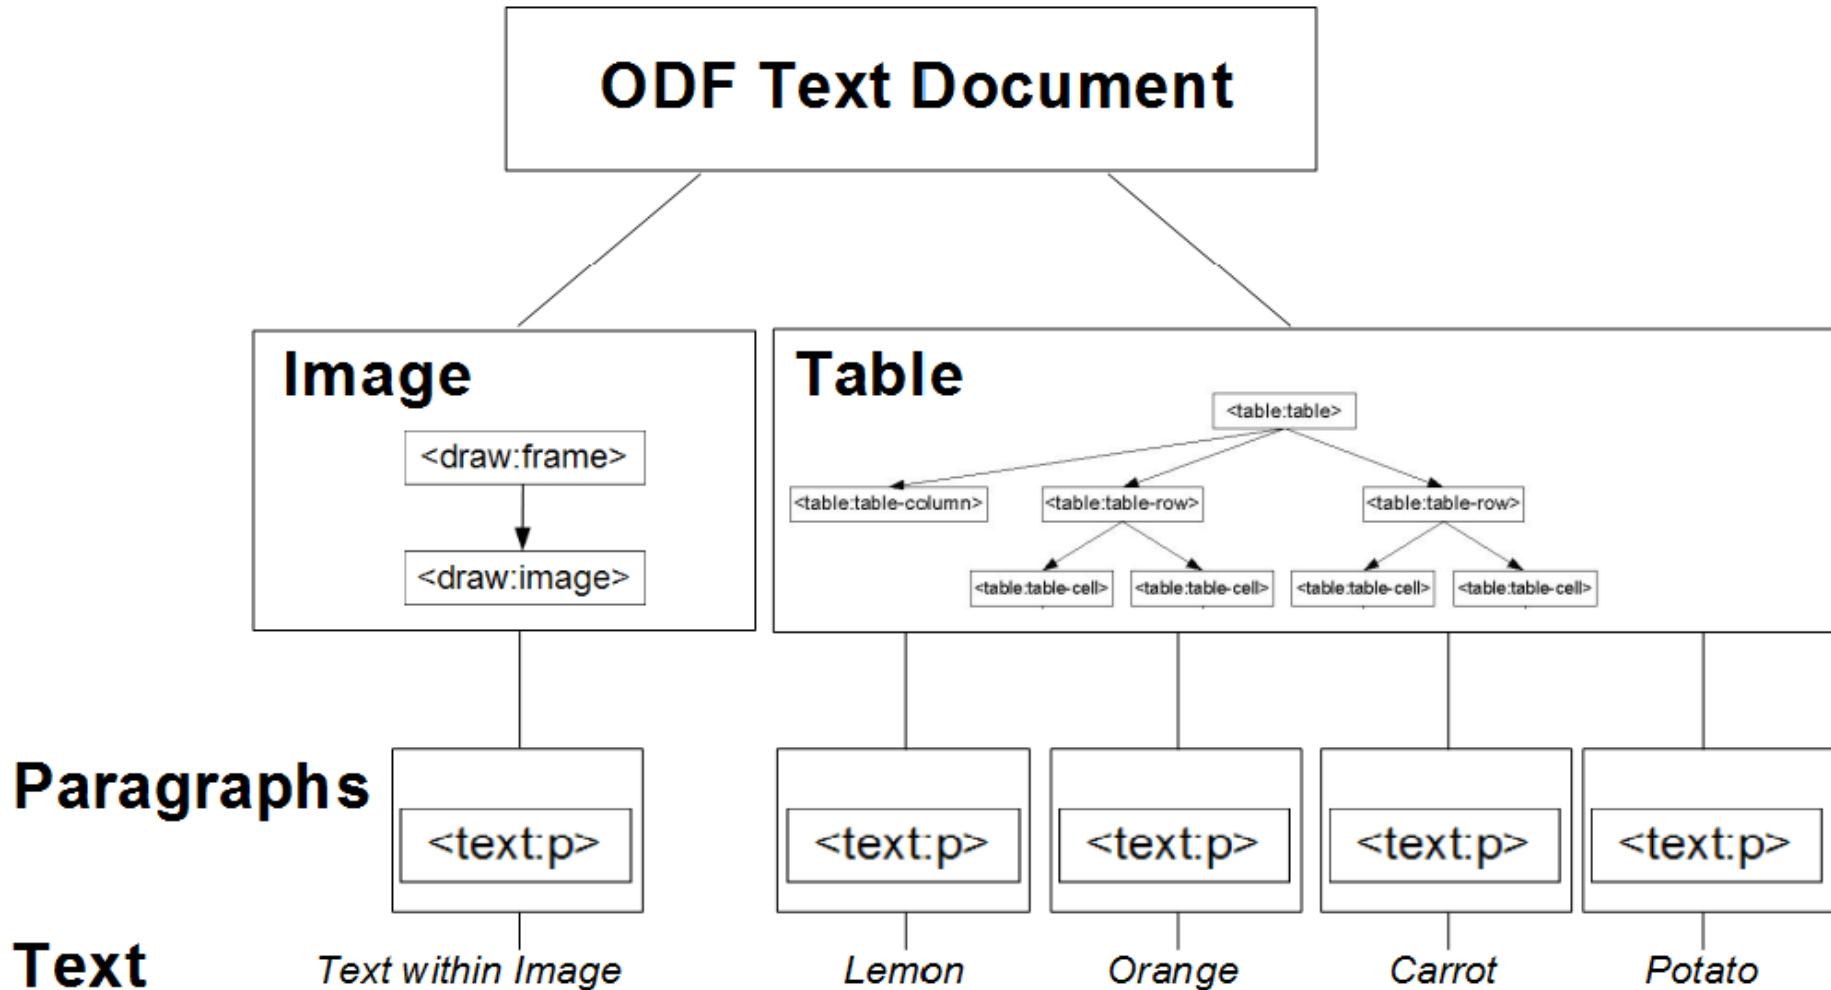 ODF Text Document
Image
Table
<draw:frame>
<draw:image>
<table:table>
<table:table-column>
<table:table-row>
<table:table-row>
<table:table-cell>
<table:table-cell>
<table:table-cell>
<table:table-cell>
Paragraphs
<text:p>
<text:p>
<text:p>
<text:p>
<text:p>
Text
Text within Image
Lemon
Orange
Carrot
Potato